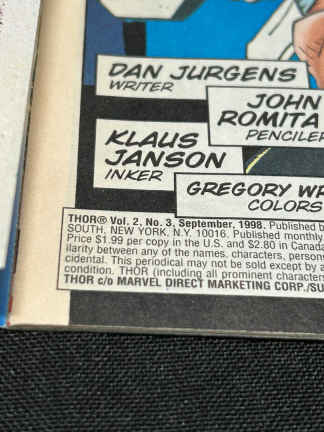 DAN JURGENS
WRITER
JOHN
ROMITA
PENCILER
KLAUS
JANSON
INKER
GREGORY
COLORS
THOR® Vol. 2, No. 3, September, 1998. Published
SOUTH, NEW YORK, N.Y. 10016. Published monthly
Price $1.99 per copy in the U.S. and $2.80 in Canada
ilarity between any of the names, characters, person
cidental. This periodical may not be sold except by a
condition. THOR (including all prominent character
THOR c/o MARVEL DIRECT MARKETING CORP./SU